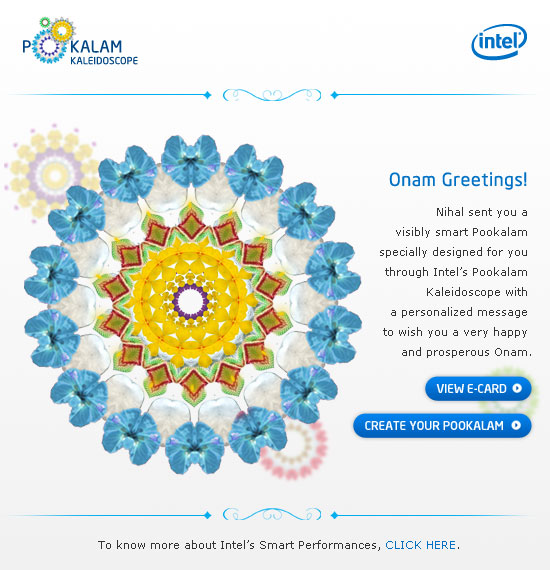 POOKALAM
KALEIDOSCOPE
intel
Onam Greetings!
Nihal sent you a
visibly smart Pookalam
specially designed for you
through Intel's Pookalam
Kaleidoscope with
a personalized message
to wish you a very happy
and prosperous Onam.
VIEW E-CARD
CREATE YOUR POOKALAM
To know more about Intel's Smart Performances, CLICK HERE.